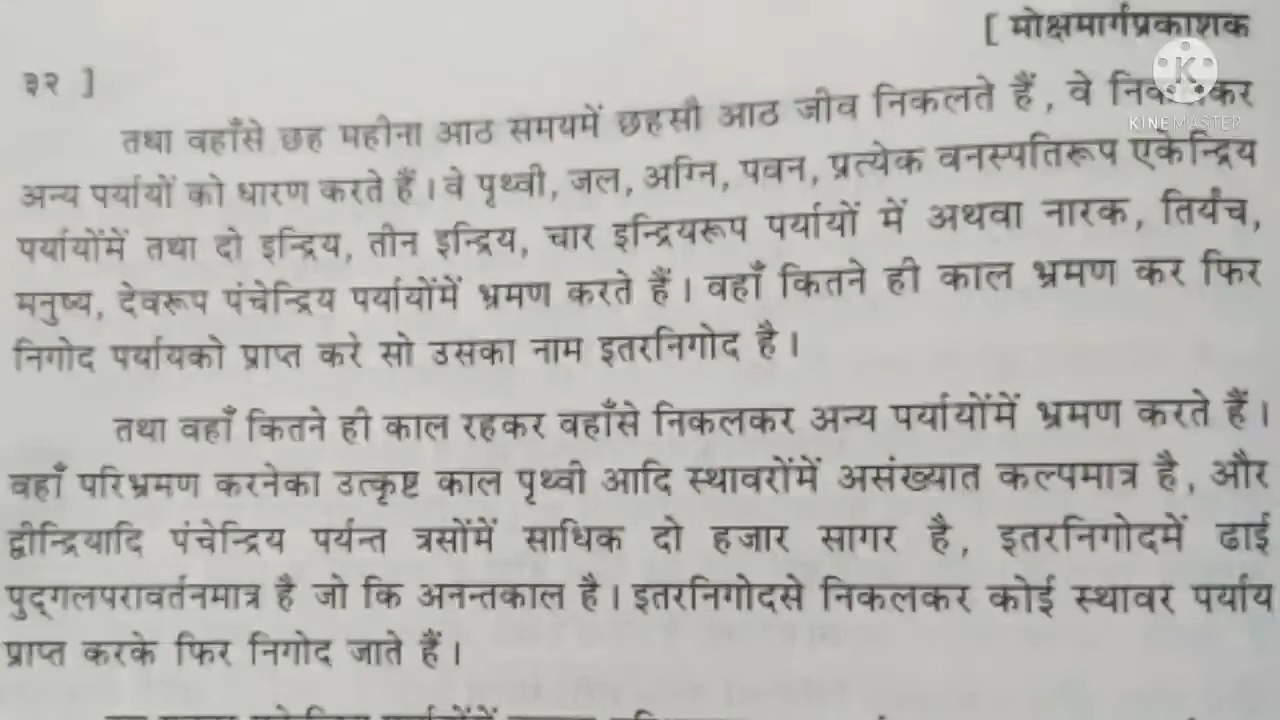 [ मोक्षमार्गप्रकाशक
३२ ]
K
KINEMASTER
तथा वहाँसे छह महीना आठ समयमें छहसौ आठ जीव निकलते हैं, वे निकलकर
अन्य पर्यायों को धारण करते हैं। वे पृथ्वी, जल, अग्नि, पवन, प्रत्येक वनस्पतिरूप एकेन्द्रिय
पर्यायोंमें तथा दो इन्द्रिय, तीन इन्द्रिय, चार इन्द्रियरूप पर्यायों में अथवा नारक, तिर्यंच,
मनुष्य, देवरूप पंचेन्द्रिय पर्यायोंमें भ्रमण करते हैं। वहाँ कितने ही काल भ्रमण कर फिर
निगोद पर्यायको प्राप्त करे सो उसका नाम इतरनिगोद है।
तथा वहाँ कितने ही काल रहकर वहाँसे निकलकर अन्य पर्यायोंमें भ्रमण करते हैं।
वहाँ परिभ्रमण करनेका उत्कृष्ट काल पृथ्वी आदि स्थावरोंमें असंख्यात कल्पमात्र है, और
द्वीन्द्रियादि पंचेन्द्रिय पर्यन्त त्रसोंमें साधिक दो हजार सागर है, इतरनिगोदमें ढाई
पुद्‌गलपरावर्तनमात्र है जो कि अनन्तकाल है। इतरनिगोदसे निकलकर कोई स्थावर पर्याय
प्राप्त करके फिर निगोद जाते हैं।